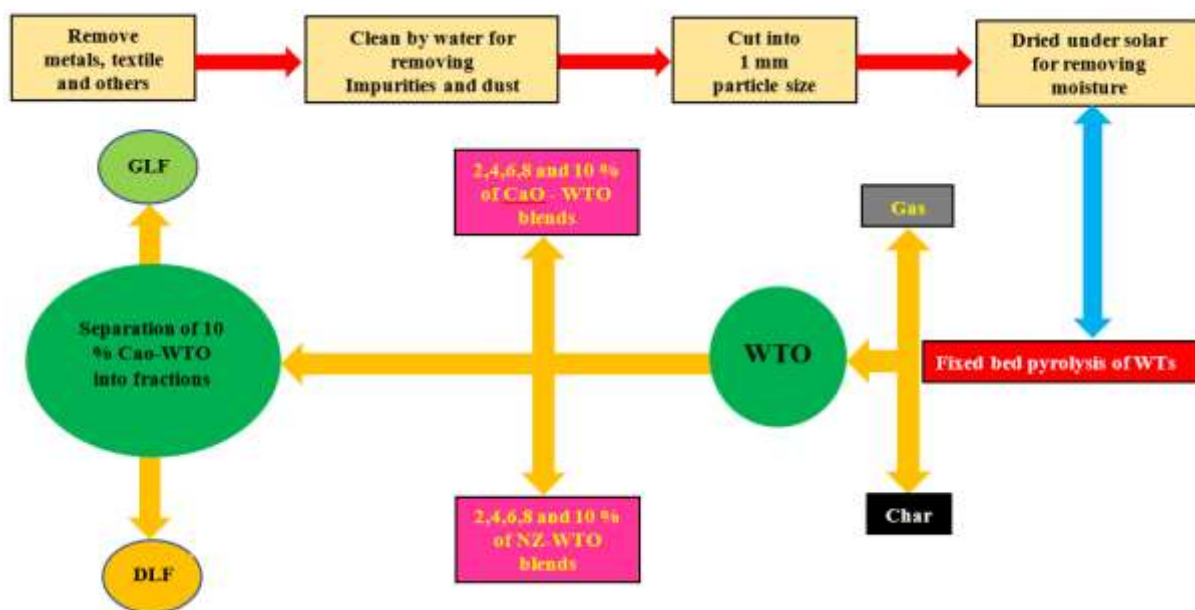 Remove
metals, textile
and others
Clean by water for
removing
Impurities and dust
Cut into
1 mm
particle size
Dried under solar
for removing
moisture
GLF
2,4,6,8 and 10 %
of CaO - WTO
blends
Gas
Separation of 10
% Cao-WTO
into fractions
WTO
Fixed bed pyrolysis of WTs
2,4,6,8 and 10 %
of NZ-WTO
blends
Char
DLF